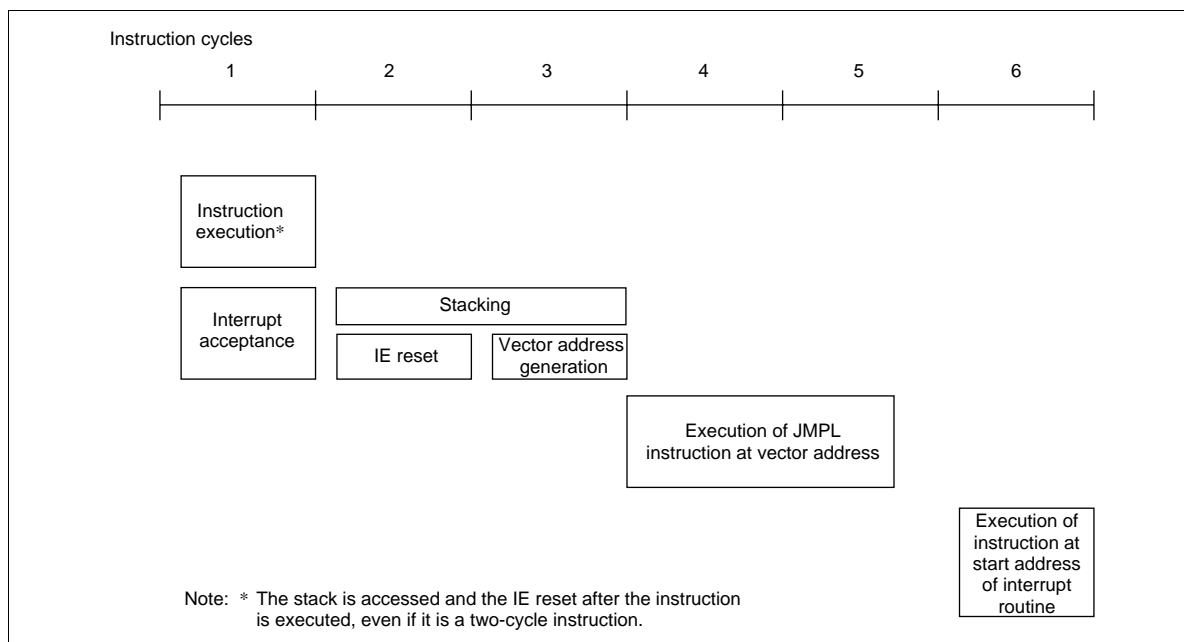 Instruction cycles
1 2 3 4 5 6
Instruction
execution*
Interrupt
acceptance
Stacking
IE reset
Vector address
generation
Execution of JMPL
instruction at vector address
Execution of
instruction at
start address
of interrupt
routine
Note: * The stack is accessed and the IE reset after the instruction
is executed, even if it is a two-cycle instruction.